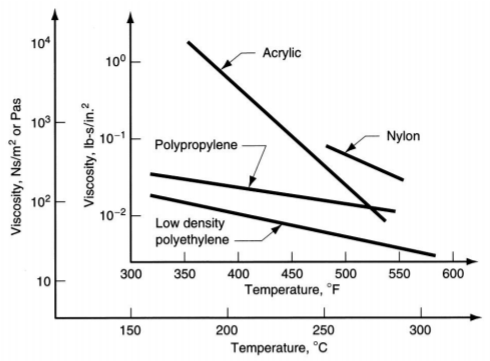 10⁴
10³
10²
10
Viscosity, Ns/m² or Pas
10⁰
10⁻¹
10⁻²
Viscosity, lb-s/in.²
Acrylic
Nylon
Polypropylene
Low density
polyethylene
300 350 400 450 500 550 600
Temperature, °F
150 200 250 300
Temperature, °C